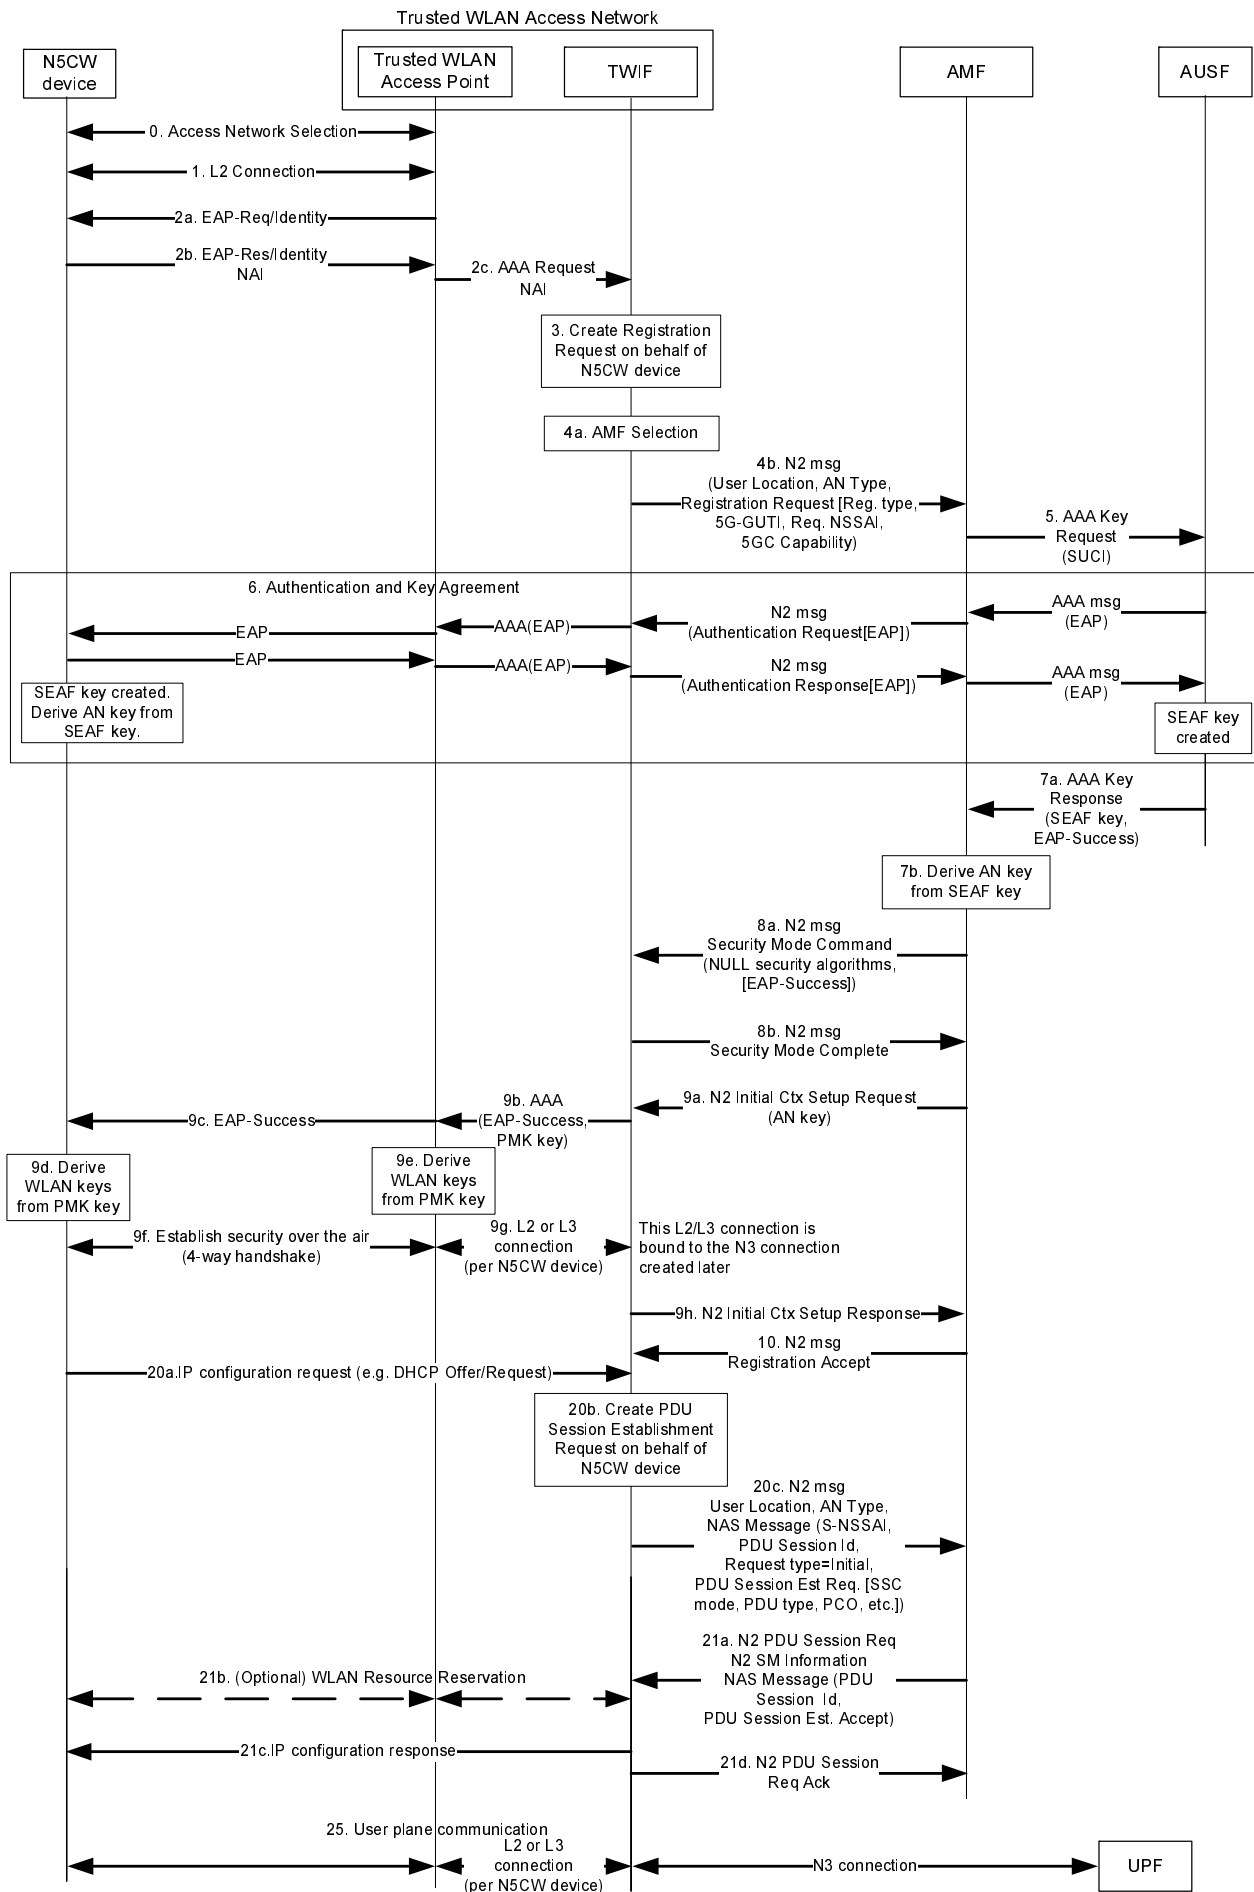 Trusted WLAN Access Network
N5CW
device
Trusted WLAN
Access Point
TWIF
AMF
AUSF
0. Access Network Selection
1. L2 Connection
2a. EAP-Req/Identity
2b. EAP-Res/Identity
NAI
2c. AAA Request
NAI
3. Create Registration
Request on behalf of
N5CW device
4a. AMF Selection
4b. N2 msg
(User Location, AN Type,
Registration Request [Reg. type,
5G-GUTI, Req. NSSAI,
5GC Capability)
5. AAA Key
Request
(SUCI)
6. Authentication and Key Agreement
AAA msg
(EAP)
N2 msg
(Authentication Request[EAP])
AAA(EAP)
EAP
EAP
AAA(EAP)
N2 msg
(Authentication Response[EAP])
AAA msg
(EAP)
SEAF key created.
Derive AN key from
SEAF key.
SEAF key
created
7a. AAA Key
Response
(SEAF key,
EAP-Success)
7b. Derive AN key
from SEAF key
8a. N2 msg
Security Mode Command
(NULL security algorithms,
[EAP-Success])
8b. N2 msg
Security Mode Complete
9a. N2 Initial Ctx Setup Request
(AN key)
9b. AAA
(EAP-Success,
PMK key)
9c. EAP-Success
9d. Derive
WLAN keys
from PMK key
9e. Derive
WLAN keys
from PMK key
9f. Establish security over the air
(4-way handshake)
9g. L2 or L3
connection
(per N5CW device)
This L2/L3 connection is
bound to the N3 connection
created later
9h. N2 Initial Ctx Setup Response
10. N2 msg
Registration Accept
20a.IP configuration request (e.g. DHCP Offer/Request)
20b. Create PDU
Session Establishment
Request on behalf of
N5CW device
20c. N2 msg
User Location, AN Type,
NAS Message (S-NSSAI,
PDU Session Id,
Request type=Initial,
PDU Session Est Req. [SSC
mode, PDU type, PCO, etc.])
21a. N2 PDU Session Req
N2 SM Information
NAS Message (PDU
Session Id,
PDU Session Est. Accept)
21b. (Optional) WLAN Resource Reservation
21c.IP configuration response
21d. N2 PDU Session
Req Ack
25. User plane communication
L2 or L3
connection
(per N5CW device)
N3 connection
UPF